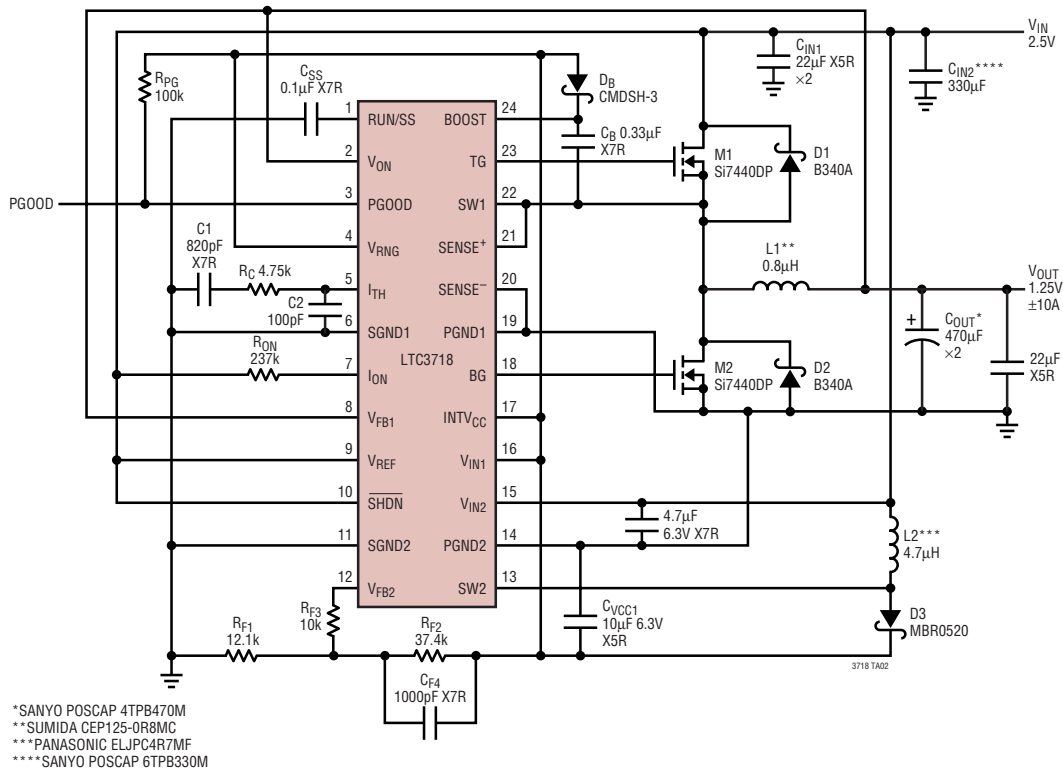 VIN
2.5V
CIN1
22µF X5R
×2
CIN2****
330µF
RPG
100k
CSS
0.1µF X7R
DB
CMDSH-3
CB 0.33µF
X7R
1 RUN/SS
2 VON
3 PGOOD
4 VRNG
5 ITH
6 SGND1
7 ION
8 VFB1
9 VREF
10 SHDN
11 SGND2
12 VFB2
LTC3718
BOOST 24
TG 23
SW1 22
SENSE+ 21
SENSE− 20
PGND1 19
BG 18
INTVCC 17
VIN1 16
VIN2 15
PGND2 14
SW2 13
PGOOD
C1
820pF
X7R
RC 4.75k
C2
100pF
RON
237k
M1
Si7440DP
D1
B340A
L1**
0.8µH
VOUT
1.25V
±10A
+
COUT*
470µF
×2
22µF
X5R
M2
Si7440DP
D2
B340A
4.7µF
6.3V X7R
L2***
4.7µH
CVCC1
10µF 6.3V
X5R
D3
MBR0520
RF1
12.1k
RF3
10k
RF2
37.4k
CF4
1000pF X7R
3718 TA02
*SANYO POSCAP 4TPB470M
**SUMIDA CEP125-0R8MC
***PANASONIC ELJPC4R7MF
****SANYO POSCAP 6TPB330M